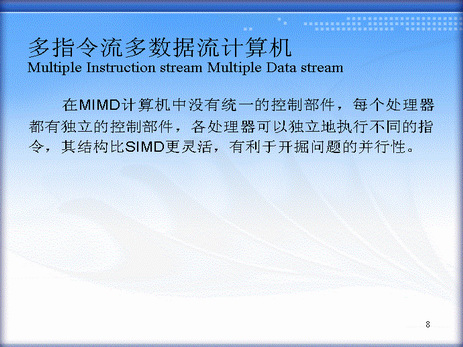 多指令流多数据流计算机
Multiple Instruction stream Multiple Data stream
在MIMD计算机中没有统一的控制部件，每个处理器
都有独立的控制部件，各处理器可以独立地执行不同的指
令，其结构比SIMD更灵活，有利于开掘问题的并行性。
8